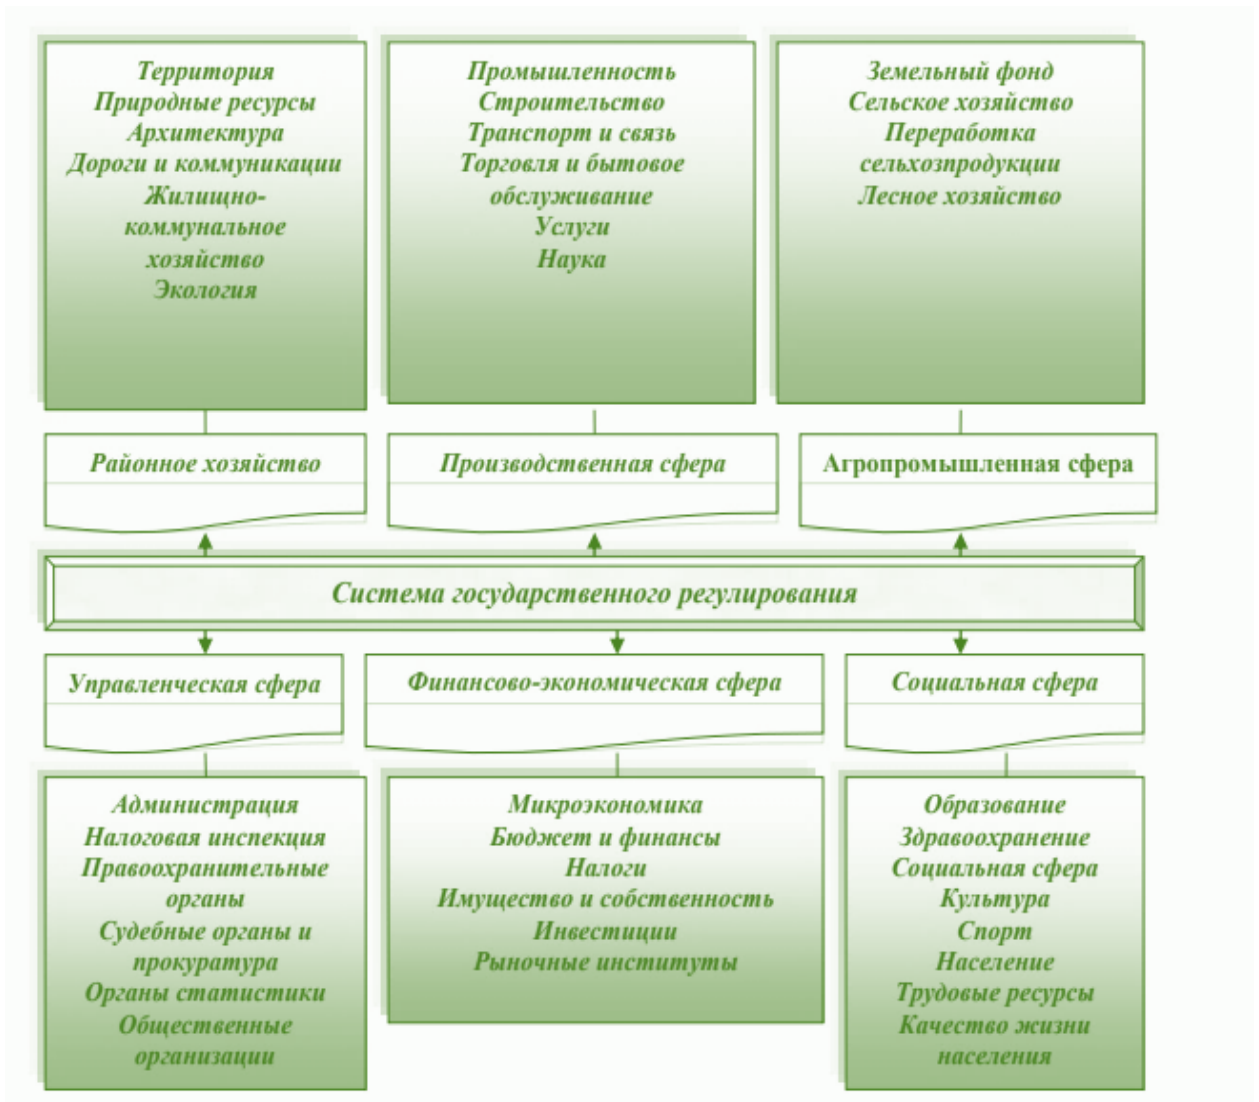 Территория
Природные ресурсы
Архитектура
Дороги и коммуникации
Жилищно-
коммунальное
хозяйство
Экология
Промышленность
Строительство
Транспорт и связь
Торговля и бытовое
обслуживание
Услуги
Наука
Земельный фонд
Сельское хозяйство
Переработка
сельхозпродукции
Лесное хозяйство
Районное хозяйство
Производственная сфера
Агропромышленная сфера
Система государственного регулирования
Управленческая сфера
Финансово-экономическая сфера
Социальная сфера
Администрация
Налоговая инспекция
Правоохранительные
органы
Судебные органы и
прокуратура
Органы статистики
Общественные
организации
Микроэкономика
Бюджет и финансы
Налоги
Имущество и собственность
Инвестиции
Рыночные институты
Образование
Здравоохранение
Социальная сфера
Культура
Спорт
Население
Трудовые ресурсы
Качество жизни
населения